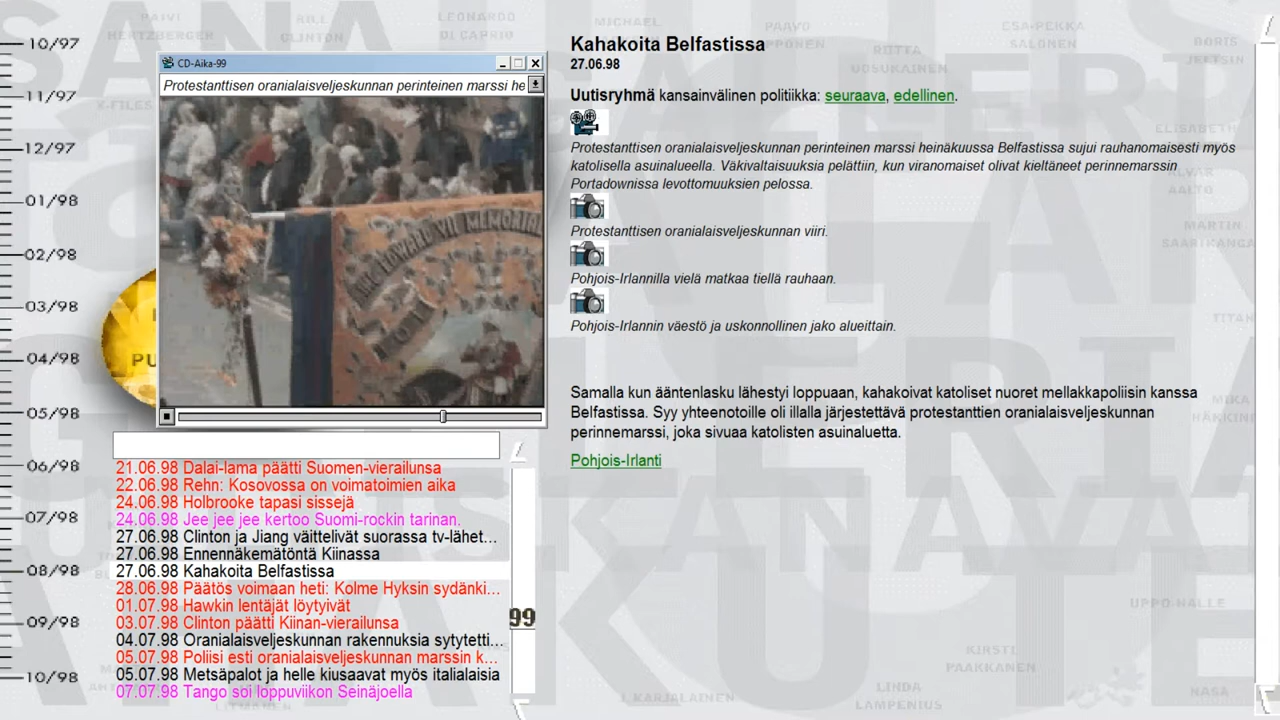 10/97
11/97
12/97
01/98
02/98
03/98
04/98
05/98
06/98
07/98
08/98
09/98
10/98
CD-Aika-99
Protestanttisen oranialaisveljeskunnan perinteinen marssi he
PU
21.06.98 Dalai-lama päätti Suomen-vierailunsa
22.06.98 Rehn: Kosovossa on voimatoimien aika
24.06.98 Holbrooke tapasi sissejä
24.06.98 Jee jee jee kertoo Suomi-rockin tarinan.
27.06.98 Clinton ja Jiang väittelivät suorassa tv-lähet...
27.06.98 Ennennäkemätöntä Kiinassa
27.06.98 Kahakoita Belfastissa
28.06.98 Päätös voimaan heti: Kolme Hyksin sydänki...
01.07.98 Hawkin lentäjät löytyivät
03.07.98 Clinton päätti Kiinan-vierailunsa
04.07.98 Oranialaisveljeskunnan rakennuksia sytytetti...
05.07.98 Poliisi esti oranialaisveljeskunnan marssin k...
05.07.98 Metsäpalot ja helle kiusaavat myös italialaisia
07.07.98 Tango soi loppuviikon Seinäjoella
99
Kahakoita Belfastissa
27.06.98
Uutisryhmä kansainvälinen politiikka: seuraava, edellinen.
Protestanttisen oranialaisveljeskunnan perinteinen marssi heinäkuussa Belfastissa sujui rauhanomaisesti myös
katolisella asuinalueella. Väkivaltaisuuksia pelättiin, kun viranomaiset olivat kieltäneet perinnemarssin
Portadownissa levottomuuksien pelossa.
Protestanttisen oranialaisveljeskunnan viiri.
Pohjois-Irlannilla vielä matkaa tiellä rauhaan.
Pohjois-Irlannin väestö ja uskonnollinen jako alueittain.
Samalla kun ääntenlasku lähestyi loppuaan, kahakoivat katoliset nuoret mellakkapoliisin kanssa
Belfastissa. Syy yhteenotoille oli illalla järjestettävä protestanttien oranialaisveljeskunnan
perinnemarssi, joka sivuaa katolisten asuinaluetta.
Pohjois-Irlanti